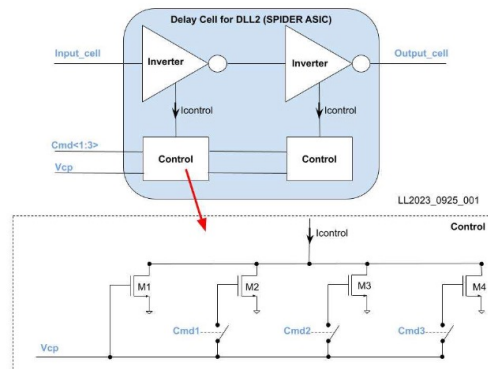 Delay Cell for DLL2 (SPIDER ASIC)
Input_cell
Inverter
Inverter
Output_cell
Icontrol
Icontrol
Cmd<1:3>
Vcp
Control
Control
LL2023_0925_001
Icontrol
Control
M1
M2
M3
M4
Cmd1
Cmd2
Cmd3
Vcp